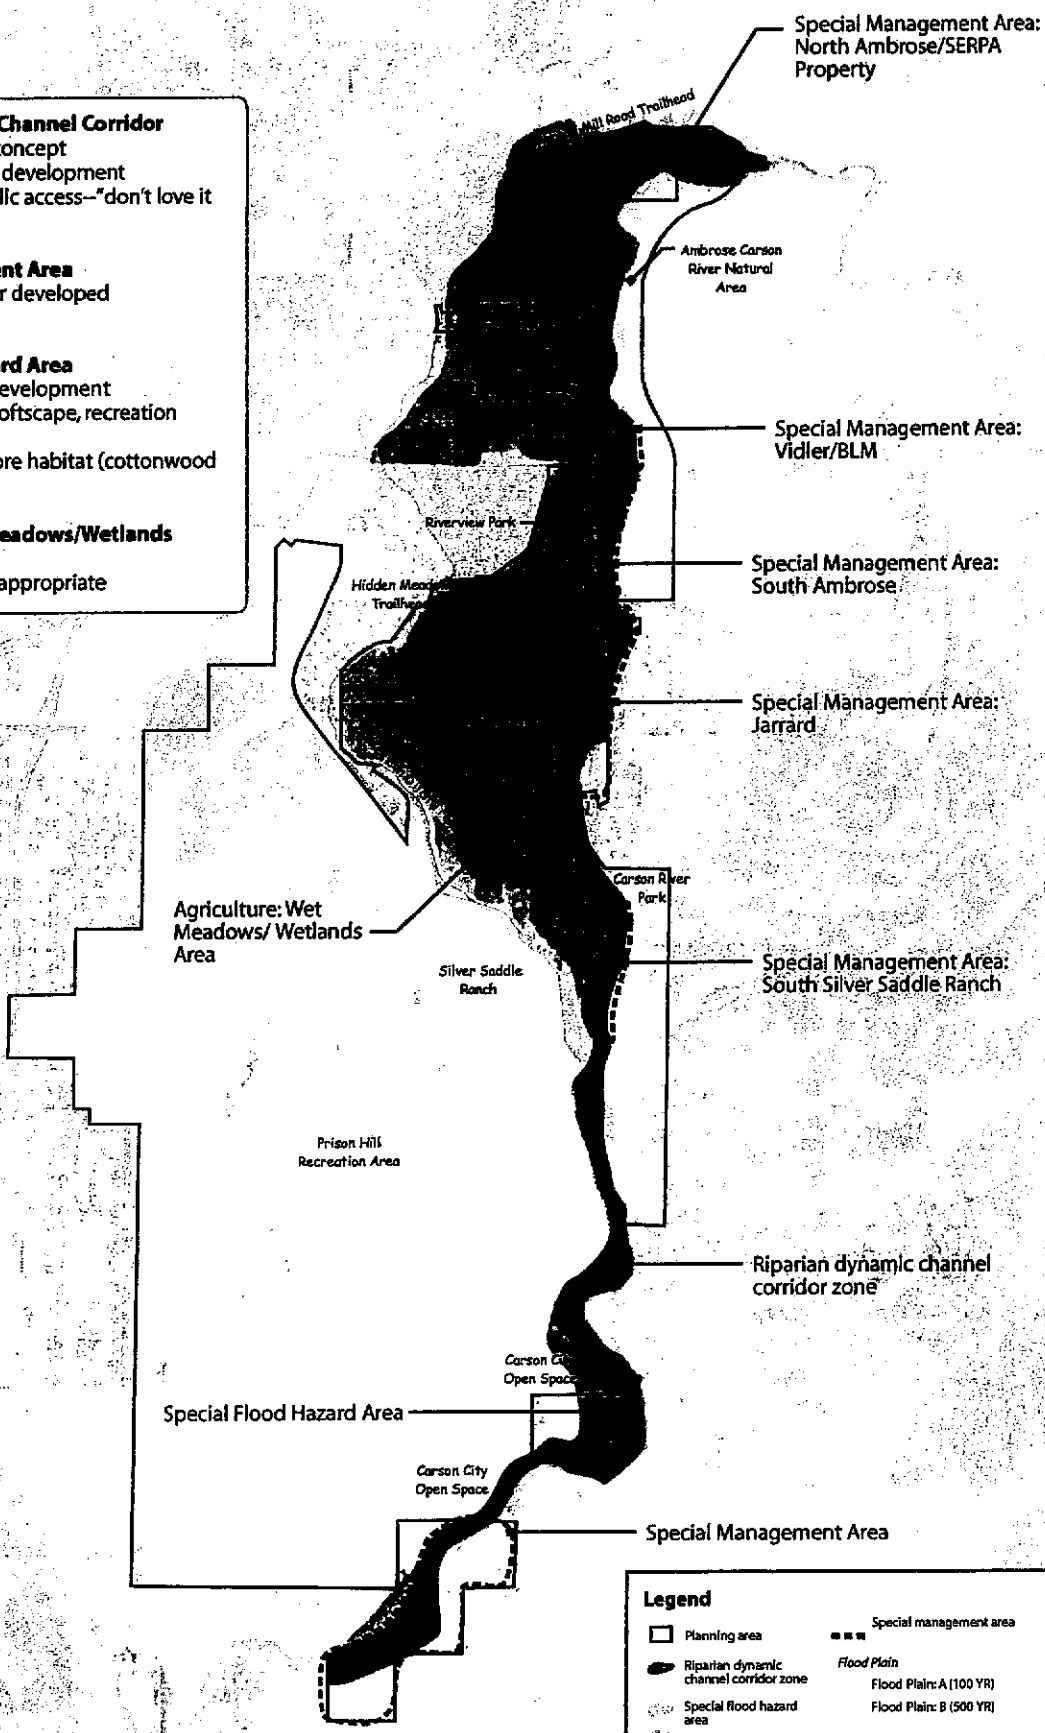 Special Management Area:
North Ambrose/SERPA
Property
Channel Corridor
concept
development
lic access--"don't love it
nt Area
r developed
rd Area
evelopment
oftscape, recreation
ore habitat (cottonwood
eadows/Wetlands
appropriate
Mill Road Trailhead
Ambrose Carson
River Natural
Area
Special Management Area:
Vidler/BLM
Riverview Park
Special Management Area:
South Ambrose
Hidden Mead
Trailhea
Special Management Area:
Jarrard
Carson River
Park
Agriculture: Wet
Meadows/ Wetlands
Area
Silver Saddle
Ranch
Special Management Area:
South Silver Saddle Ranch
Prison Hill
Recreation Area
Riparian dynamic channel
corridor zone
Carson Ci
Open Space
Special Flood Hazard Area
Carson City
Open Space
Special Management Area
Legend
Planning area
Riparian dynamic
channel corridor zone
Special flood hazard
area
Special management area
Flood Plain
Flood Plain: A (100 YR)
Flood Plain: B (500 YR)